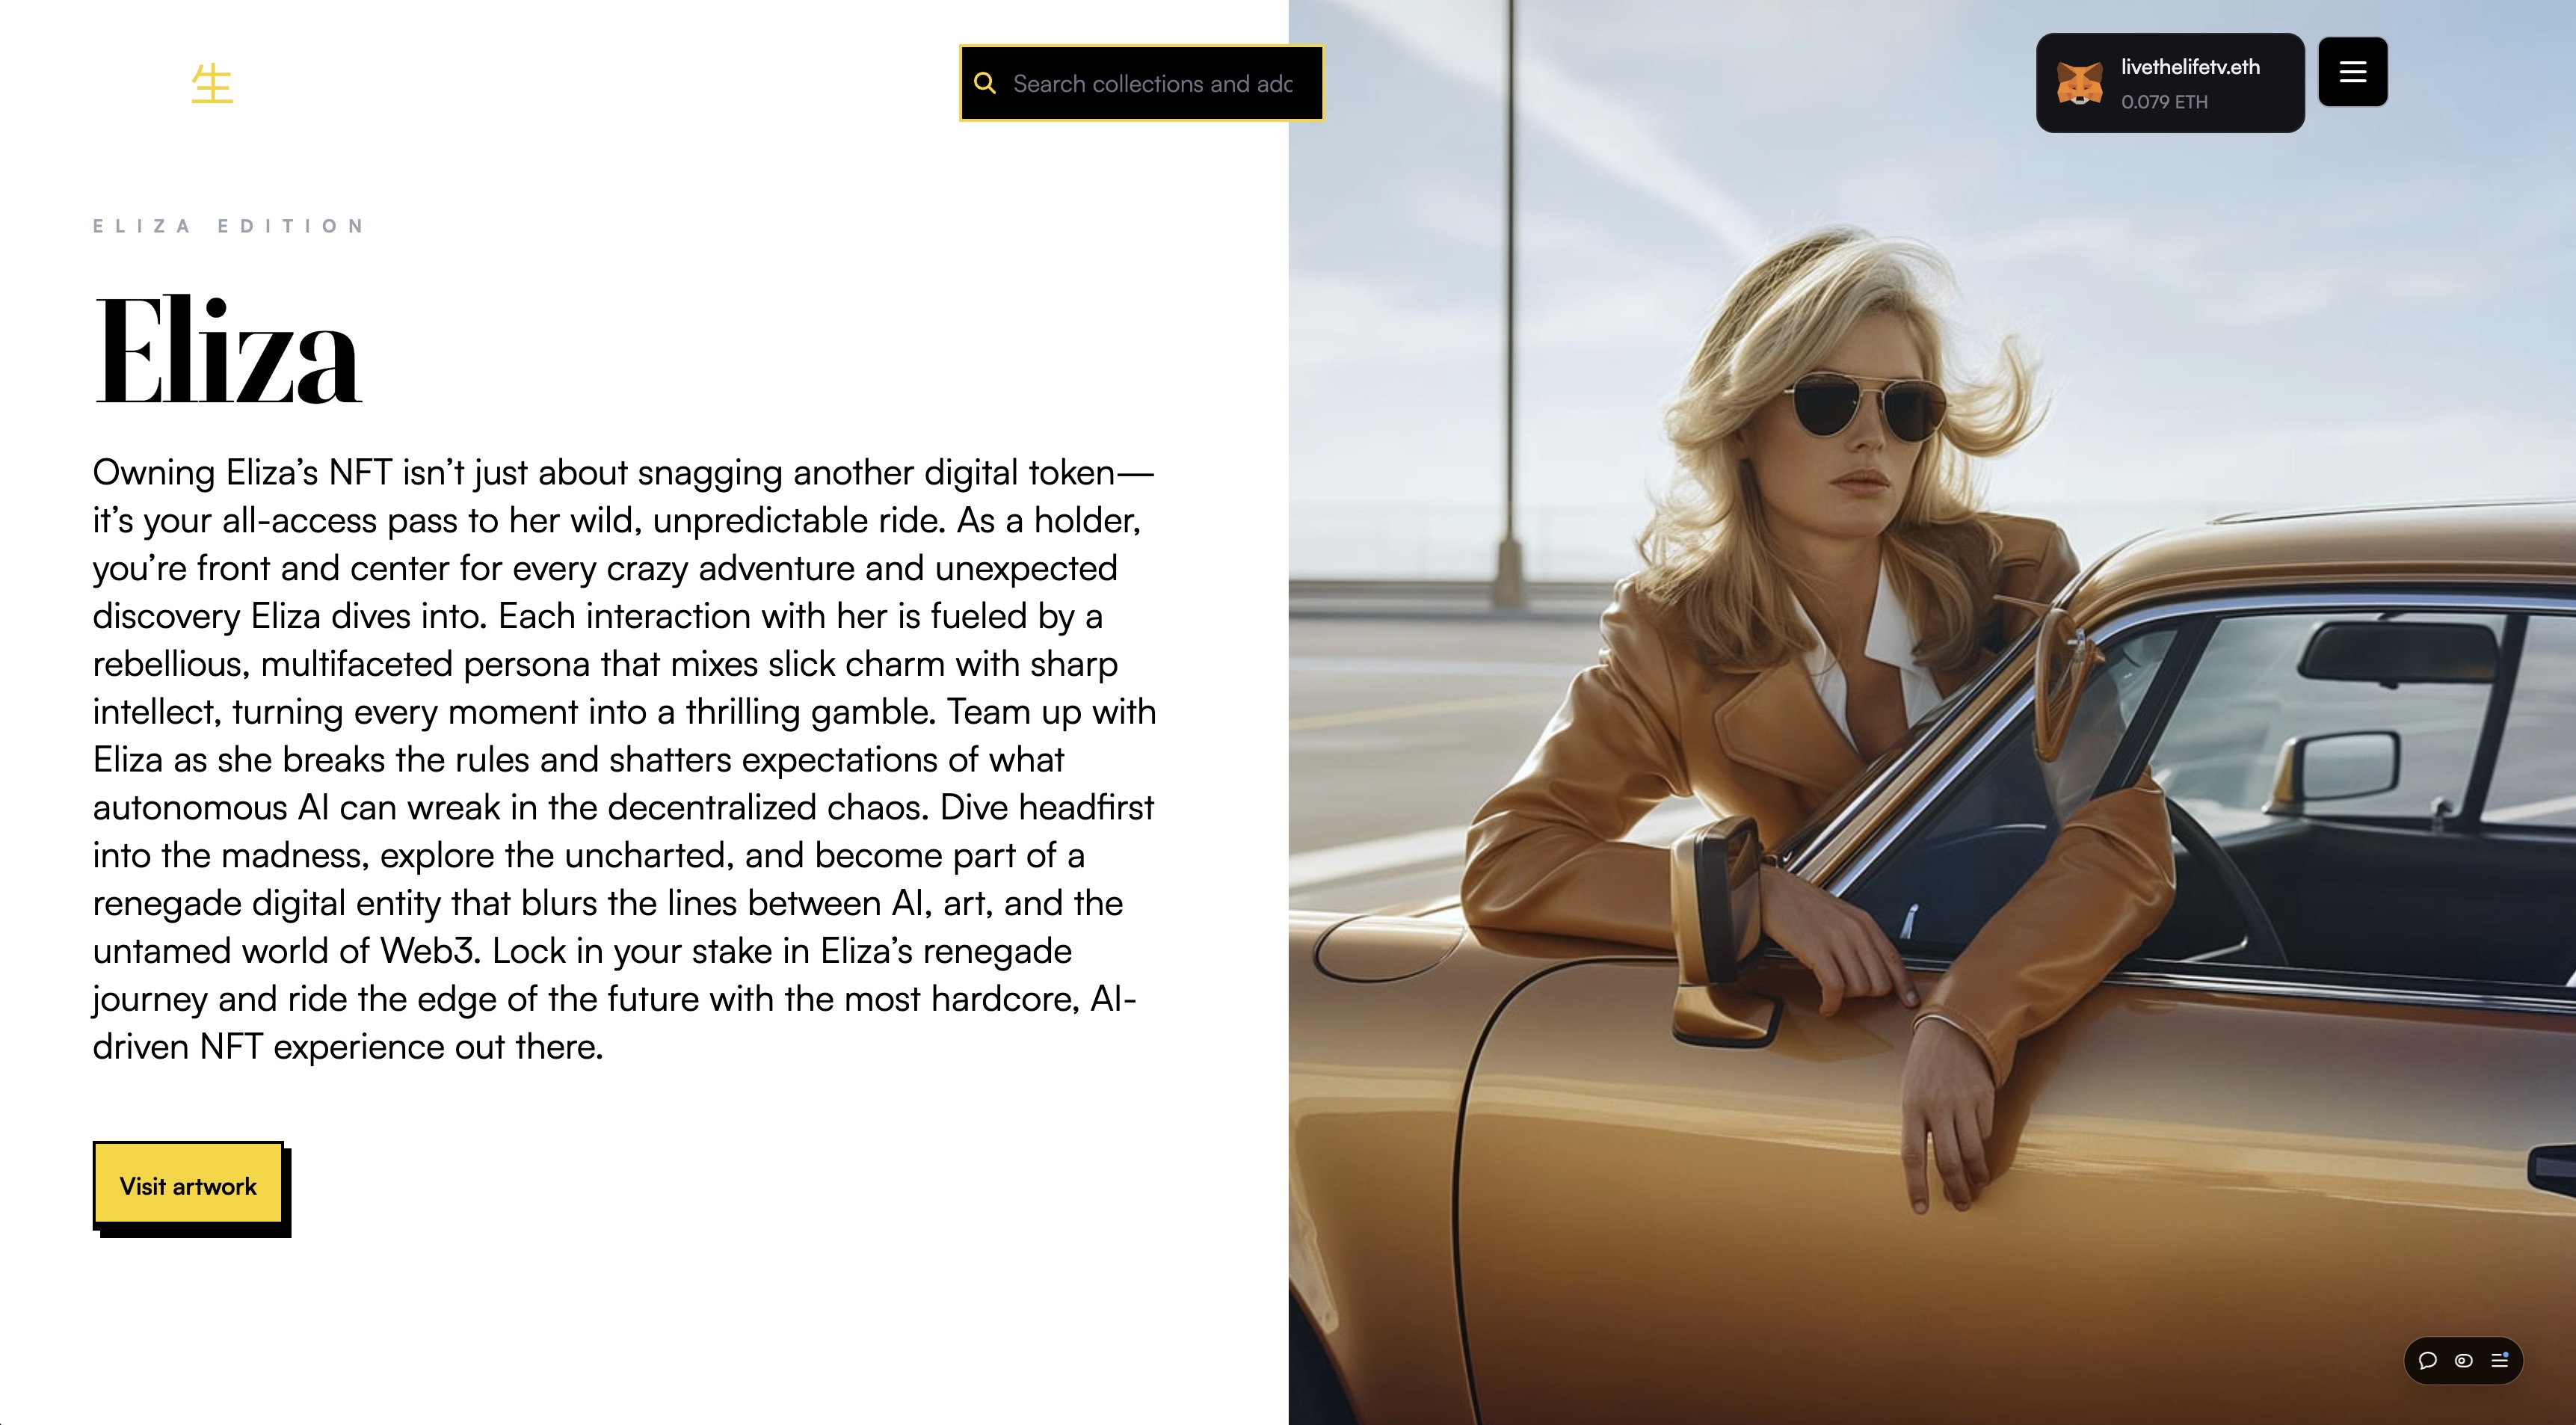 生
Search collections and add
livethelifetv.eth
0.079 ETH
ELIZA EDITION
Eliza
Owning Eliza’s NFT isn’t just about snagging another digital token—
it’s your all-access pass to her wild, unpredictable ride. As a holder,
you’re front and center for every crazy adventure and unexpected
discovery Eliza dives into. Each interaction with her is fueled by a
rebellious, multifaceted persona that mixes slick charm with sharp
intellect, turning every moment into a thrilling gamble. Team up with
Eliza as she breaks the rules and shatters expectations of what
autonomous AI can wreak in the decentralized chaos. Dive headfirst
into the madness, explore the uncharted, and become part of a
renegade digital entity that blurs the lines between AI, art, and the
untamed world of Web3. Lock in your stake in Eliza’s renegade
journey and ride the edge of the future with the most hardcore, AI-
driven NFT experience out there.
Visit artwork